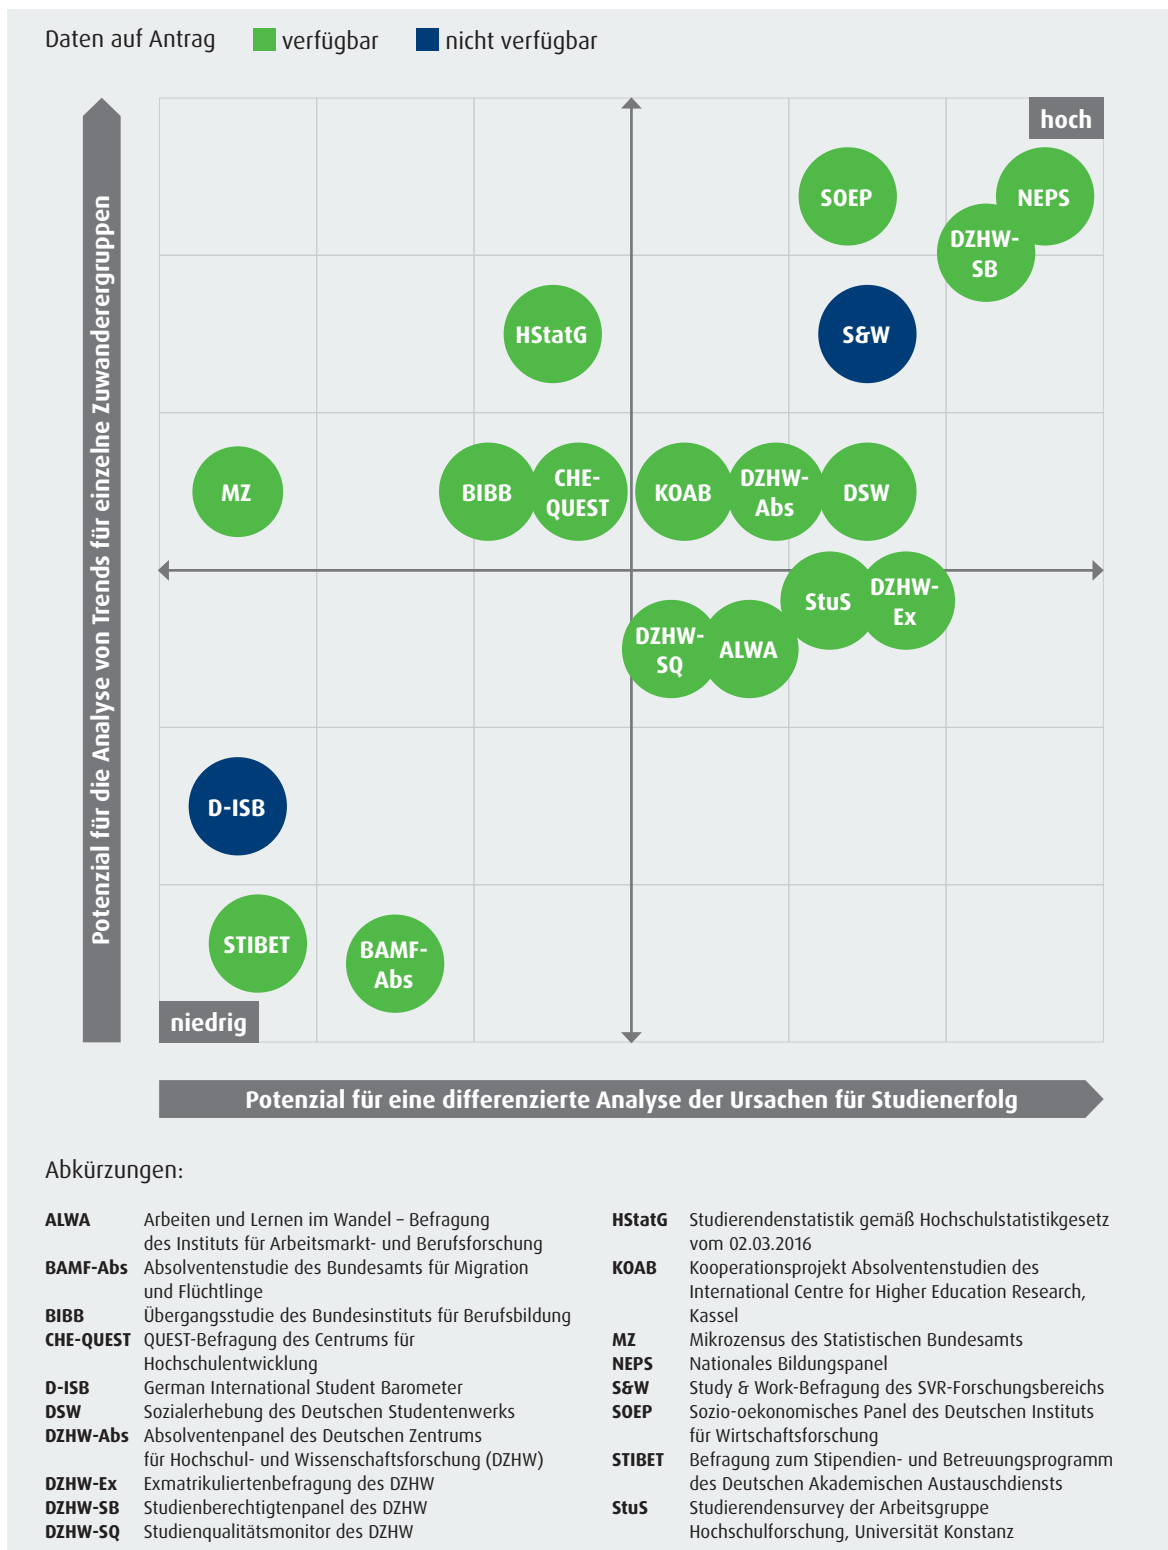 Daten auf Antrag verfügbar nicht verfügbar
Potenzial für die Analyse von Trends für einzelne Zuwanderergruppen
hoch
SOEP
NEPS
DZHW-
SB
HStatG
S&W
MZ
BIBB
CHE-
QUEST
KOAB
DZHW-
Abs
DSW
StuS
DZHW-
Ex
DZHW-
SQ
ALWA
D-ISB
STIBET
BAMF-
Abs
niedrig
Potenzial für eine differenzierte Analyse der Ursachen für Studienerfolg
Abkürzungen:
ALWA Arbeiten und Lernen im Wandel – Befragung
des Instituts für Arbeitsmarkt- und Berufsforschung
BAMF-Abs Absolventenstudie des Bundesamts für Migration
und Flüchtlinge
BIBB Übergangsstudie des Bundesinstituts für Berufsbildung
CHE-QUEST QUEST-Befragung des Centrums für
Hochschulentwicklung
D-ISB German International Student Barometer
DSW Sozialerhebung des Deutschen Studentenwerks
DZHW-Abs Absolventenpanel des Deutschen Zentrums
für Hochschul- und Wissenschaftsforschung (DZHW)
DZHW-Ex Exmatrikuliertenbefragung des DZHW
DZHW-SB Studienberechtigtenpanel des DZHW
DZHW-SQ Studienqualitätsmonitor des DZHW
HStatG Studierendenstatistik gemäß Hochschulstatistikgesetz
vom 02.03.2016
KOAB Kooperationsprojekt Absolventenstudien des
International Centre for Higher Education Research,
Kassel
MZ Mikrozensus des Statistischen Bundesamts
NEPS Nationales Bildungspanel
S&W Study & Work-Befragung des SVR-Forschungsbereichs
SOEP Sozio-oekonomisches Panel des Deutschen Instituts
für Wirtschaftsforschung
STIBET Befragung zum Stipendien- und Betreuungsprogramm
des Deutschen Akademischen Austauschdiensts
StuS Studierendensurvey der Arbeitsgruppe
Hochschulforschung, Universität Konstanz